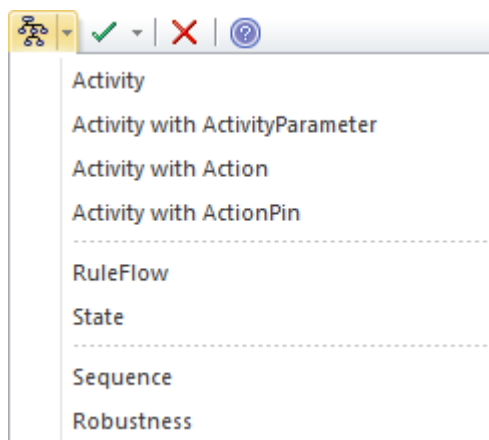 Activity
Activity with ActivityParameter
Activity with Action
Activity with ActionPin
RuleFlow
State
Sequence
Robustness